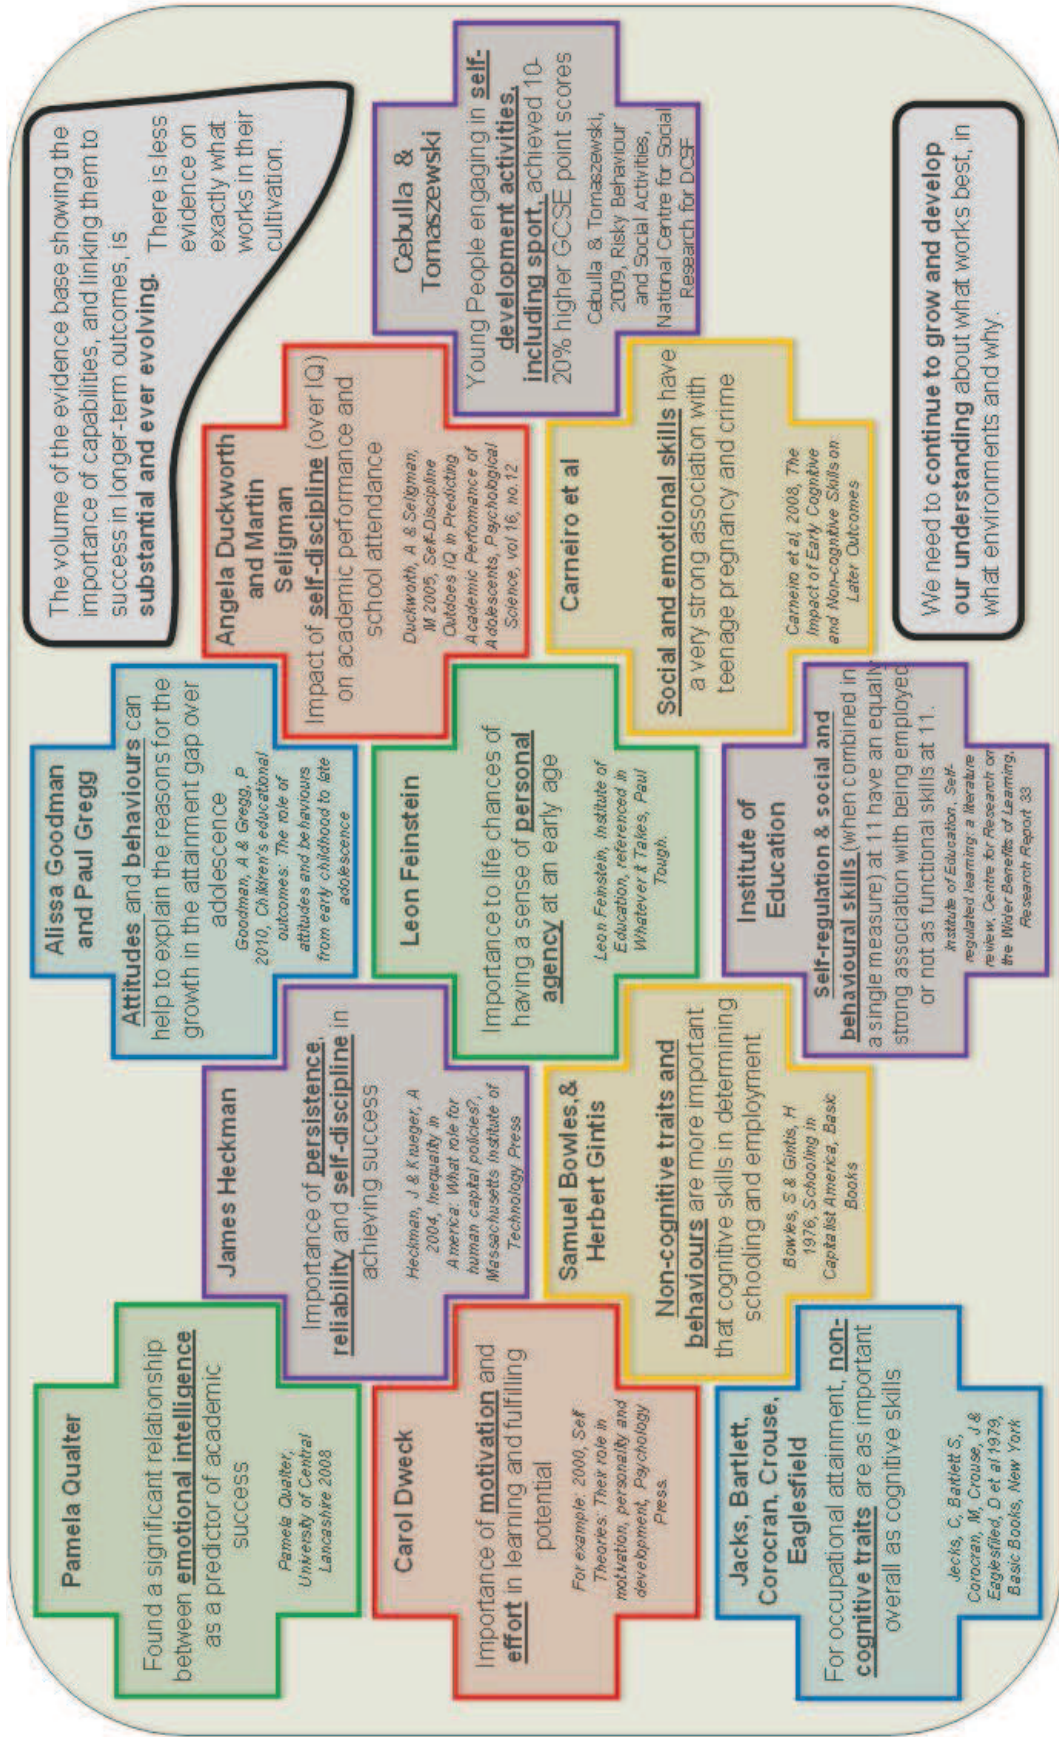 Pamela Qualter
Found a significant relationship
between emotional intelligence
as a predictor of academic
success
Pamela Qualter,
University of Central
Lancashire 2008
Carol Dweck
Importance of motivation and
effort in learning and fulfilling
potential
For example: 2000, Self
Theories: Their role in
motivation, personality and
development, Psychology
Press.
Jacks, Bartlett,
Corocran, Crouse,
Eaglesfield
For occupational attainment, non-
cognitive traits are as important
overall as cognitive skills
Jecks, C, Bartlett S,
Corocran, M, Crouse, J &
Eaglesfiled, D et al 1979,
Basic Books, New York
James Heckman
Importance of persistence,
reliability and self-discipline in
achieving success
Heckman, J & Krueger, A
2004, Inequality in
America: What role for
human capital policies?,
Massachusetts Institute of
Technology Press
Samuel Bowles,&
Herbert Gintis
Non-cognitive traits and
behaviours are more important
that cognitive skills in determining
schooling and employment
Bowles, S & Gintis, H
1976, Schooling in
Capitalist America, Basic
Books
Alissa Goodman
and Paul Gregg
Attitudes and behaviours can
help to explain the reasons for the
growth in the attainment gap over
adolescence
Goodman, A & Gregg, P
2010, Children's educational
outcomes: The role of
attitudes and behaviours
from early childhood to late
adolescence
Leon Feinstein
Importance to life chances of
having a sense of personal
agency at an early age
Leon Feinstein, Institute of
Education, referenced in
Whatever it Takes, Paul
Tough.
Institute of
Education
Self-regulation & social and
behavioural skills (when combined in
a single measure) at 11 have an equally
strong association with being employed
or not as functional skills at 11.
Institute of Education, Self-
regulated learning: a literature
review, Centre for Research on
the Wider Benefits of Learning,
Research Report 33
Angela Duckworth
and Martin
Seligman
Impact of self-discipline (over IQ)
on academic performance and
school attendance
Duckworth, A & Seligman,
M 2005, Self-Discipline
Outdoes IQ in Predicting
Academic Performance of
Adolescents, Psychological
Science, vol 16, no.12
Carneiro et al
Social and emotional skills have
a very strong association with
teenage pregnancy and crime
Carneiro et al, 2008, The
Impact of Early Cognitive
and Non-cognitive Skills on
Later Outcomes
Cebulla &
Tomaszewski
Young People engaging in self-
development activities,
including sport, achieved 10-
20% higher GCSE point scores
Cebulla & Tomaszewski,
2009, Risky Behaviour
and Social Activities,
National Centre for Social
Research for DCSF
The volume of the evidence base showing the
importance of capabilities, and linking them to
success in longer-term outcomes, is
substantial and ever evolving.
There is less
evidence on
exactly what
works in their
cultivation.
We need to continue to grow and develop
our understanding about what works best, in
what environments and why.